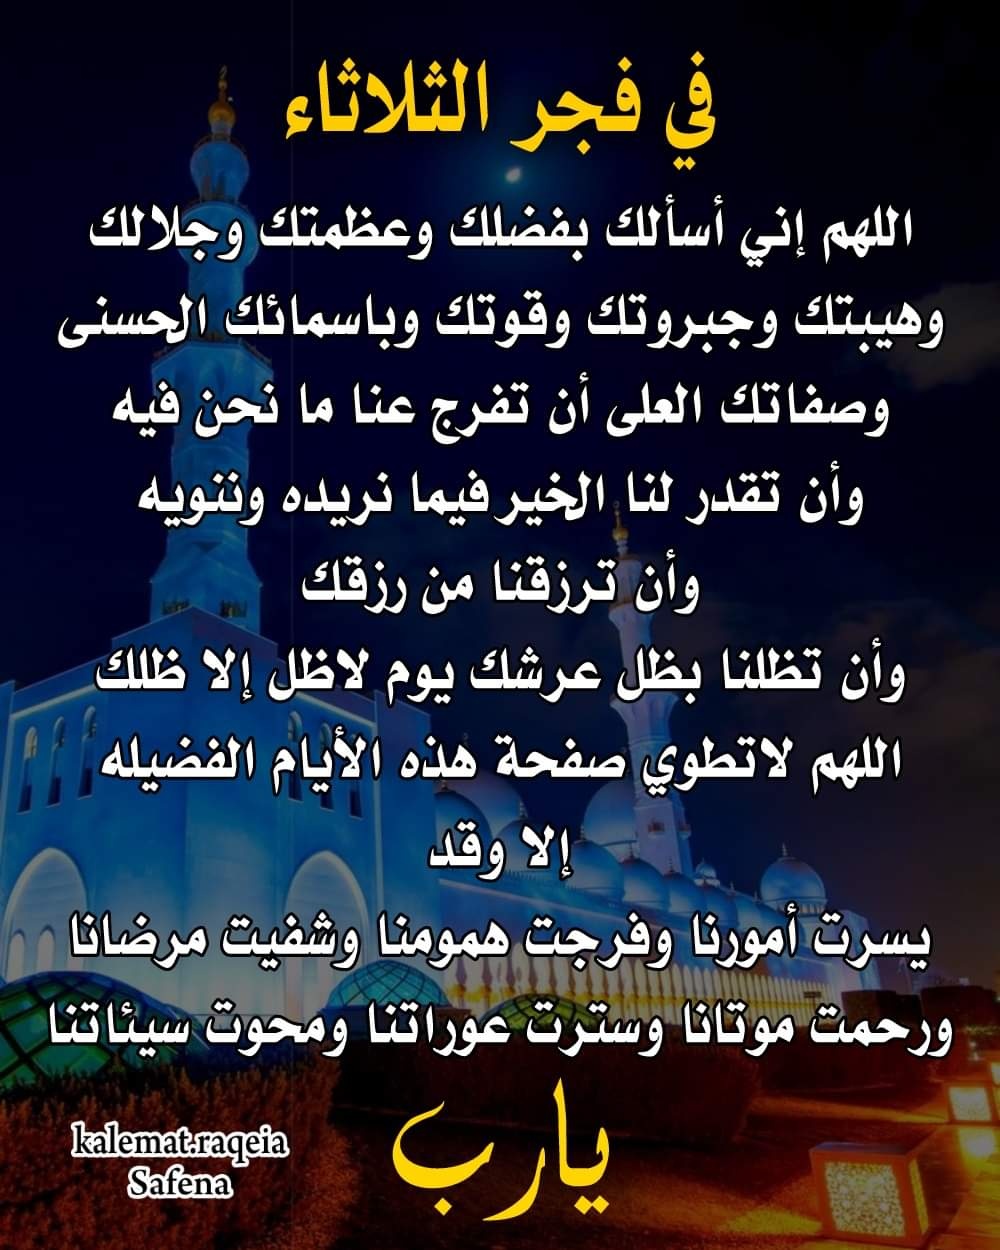 في فجر الثلاثاء
اللهم إني أسألك بفضلك وعظمتك وجلالك
وهيبتك وجبروتك وقوتك وباسمائك الحسنى
وصفاتك العلى أن تفرج عنا ما نحن فيه
وأن تقدر لنا الخير فيما نريده وننويه
وأن ترزقنا من رزقك
وأن تظلنا بظل عرشك يوم لاظل إلا ظلك
اللهم لاتطوي صفحة هذه الأيام الفضيله
إلا وقد
يسرت أمورنا وفرجت همومنا وشفيت مرضانا
ورحمت موتانا وسترت عوراتنا ومحوت سيئاتنا
يارب
kalemat.raqeia
Safena